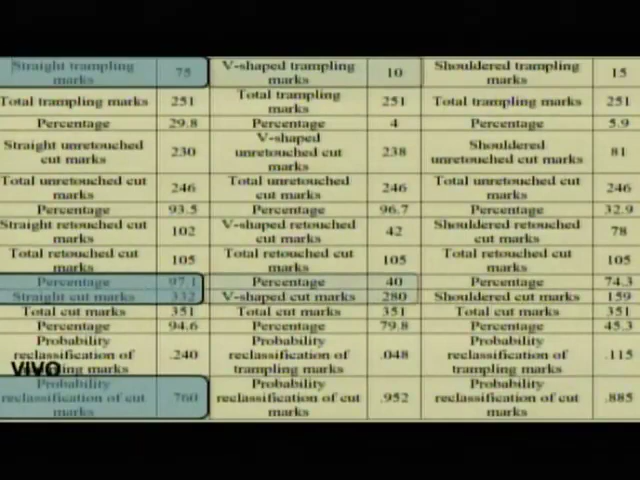 Straight trampling marks 75 V-shaped trampling marks 10 Shouldered trampling marks 15
Total trampling marks 251 Total trampling marks 251 Total trampling marks 251
Percentage 29.8 Percentage 4 Percentage 5.9
Straight unretouched cut marks 230 V-shaped unretouched cut marks 238 Shouldered unretouched cut marks 81
Total unretouched cut marks 246 Total unretouched cut marks 246 Total unretouched cut marks 246
Percentage 93.5 Percentage 96.7 Percentage 32.9
Straight retouched cut marks 102 V-shaped retouched cut marks 42 Shouldered retouched cut marks 78
Total retouched cut marks 105 Total retouched cut marks 105 Total retouched cut marks 105
Percentage 97.1 Percentage 40 Percentage 74.3
Straight cut marks 332 V-shaped cut marks 280 Shouldered cut marks 159
Total cut marks 351 Total cut marks 351 Total cut marks 351
Percentage 94.6 Percentage 79.8 Percentage 45.3
Probability reclassification of trampling marks .240 Probability reclassification of trampling marks .048 Probability reclassification of trampling marks .115
VIVO
Probability reclassification of cut marks .760 Probability reclassification of cut marks .952 Probability reclassification of cut marks .885